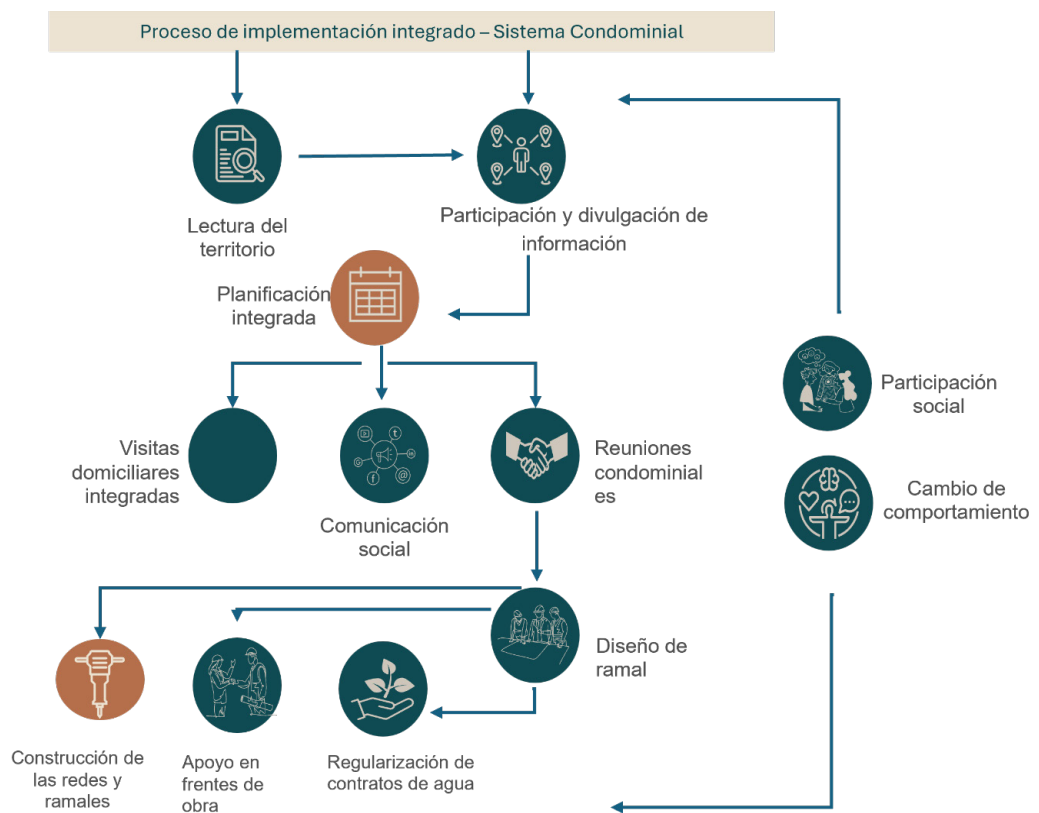 Proceso de implementación integrado – Sistema Condominial
Lectura del
territorio
Participación y divulgación de
información
Planificación
integrada
Visitas
domiciliares
integradas
Comunicación
social
Reuniones
condominial
es
Participación
social
Cambio de
comportamiento
Diseño de
ramal
Construcción de
las redes y
ramales
Apoyo en
frentes de
obra
Regularización de
contratos de agua